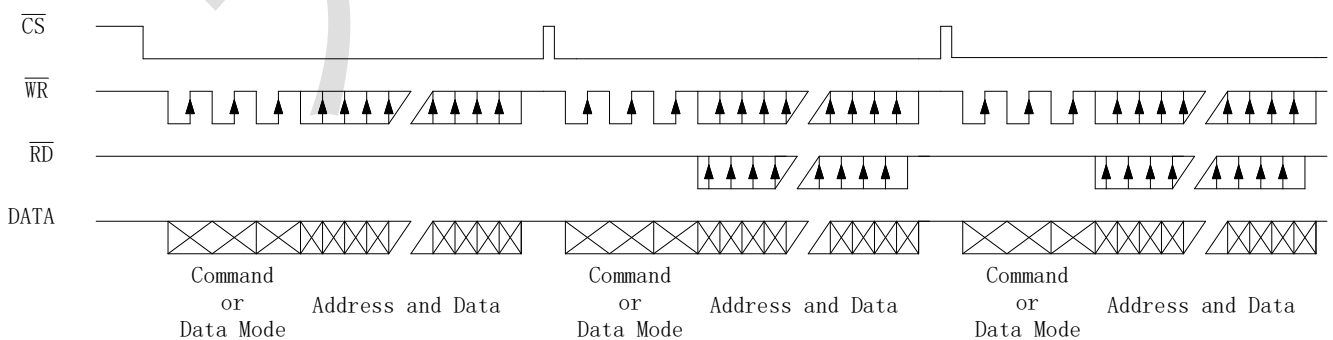 CS
WR
RD
DATA
Command
or
Data Mode
Address and Data
Command
or
Data Mode
Address and Data
Command
or
Data Mode
Address and Data